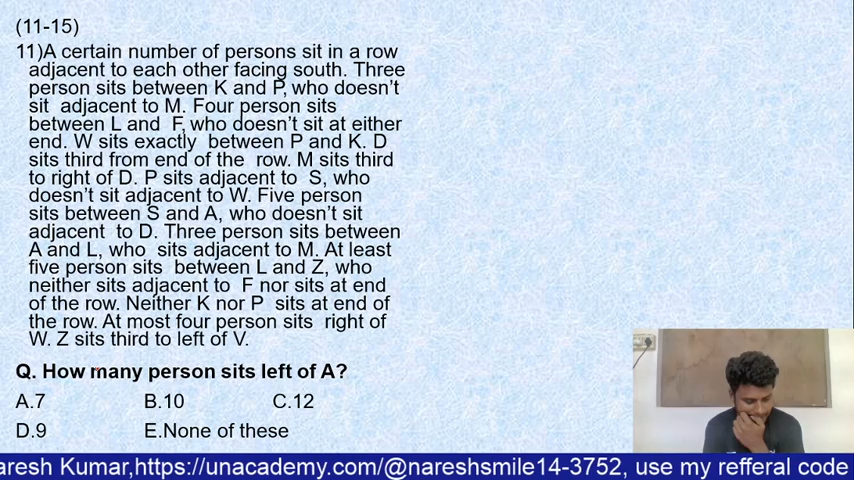 (11-15)
11)A certain number of persons sit in a row
adjacent to each other facing south. Three
person sits between K and P, who doesn't
sit adjacent to M. Four person sits
between L and F, who doesn't sit at either
end. W sits exactly between P and K. D
sits third from end of the row. M sits third
to right of D. P sits adjacent to S, who
doesn't sit adjacent to W. Five person
sits between S and A, who doesn't sit
adjacent to D. Three person sits between
A and L, who sits adjacent to M. At least
five person sits between L and Z, who
neither sits adjacent to F nor sits at end
of the row. Neither K nor P sits at end of
the row. At most four person sits right of
W. Z sits third to left of V.
Q. How many person sits left of A?
A.7 B.10 C.12
D.9 E.None of these
aresh Kumar,https://unacademy.com/@nareshsmile14-3752, use my refferal code